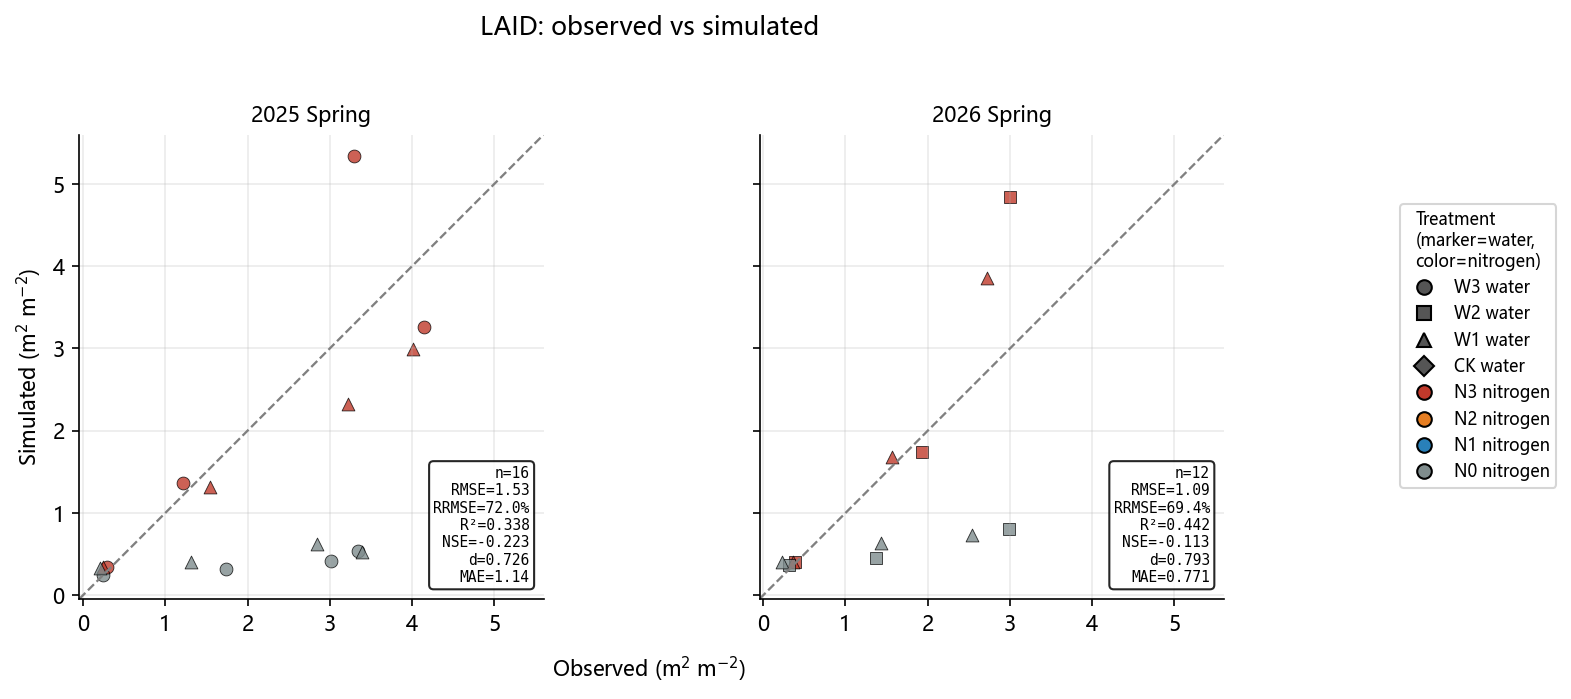 LAID: observed vs simulated
2025 Spring
Simulated (m² m⁻²)
5
4
3
2
1
0
0 1 2 3 4 5
n=16
RMSE=1.53
RRMSE=72.0%
R²=0.338
NSE=-0.223
d=0.726
MAE=1.14
2026 Spring
0 1 2 3 4 5
n=12
RMSE=1.09
RRMSE=69.4%
R²=0.442
NSE=-0.113
d=0.793
MAE=0.771
Observed (m² m⁻²)
Treatment
(marker=water,
color=nitrogen)
W3 water
W2 water
W1 water
CK water
N3 nitrogen
N2 nitrogen
N1 nitrogen
N0 nitrogen